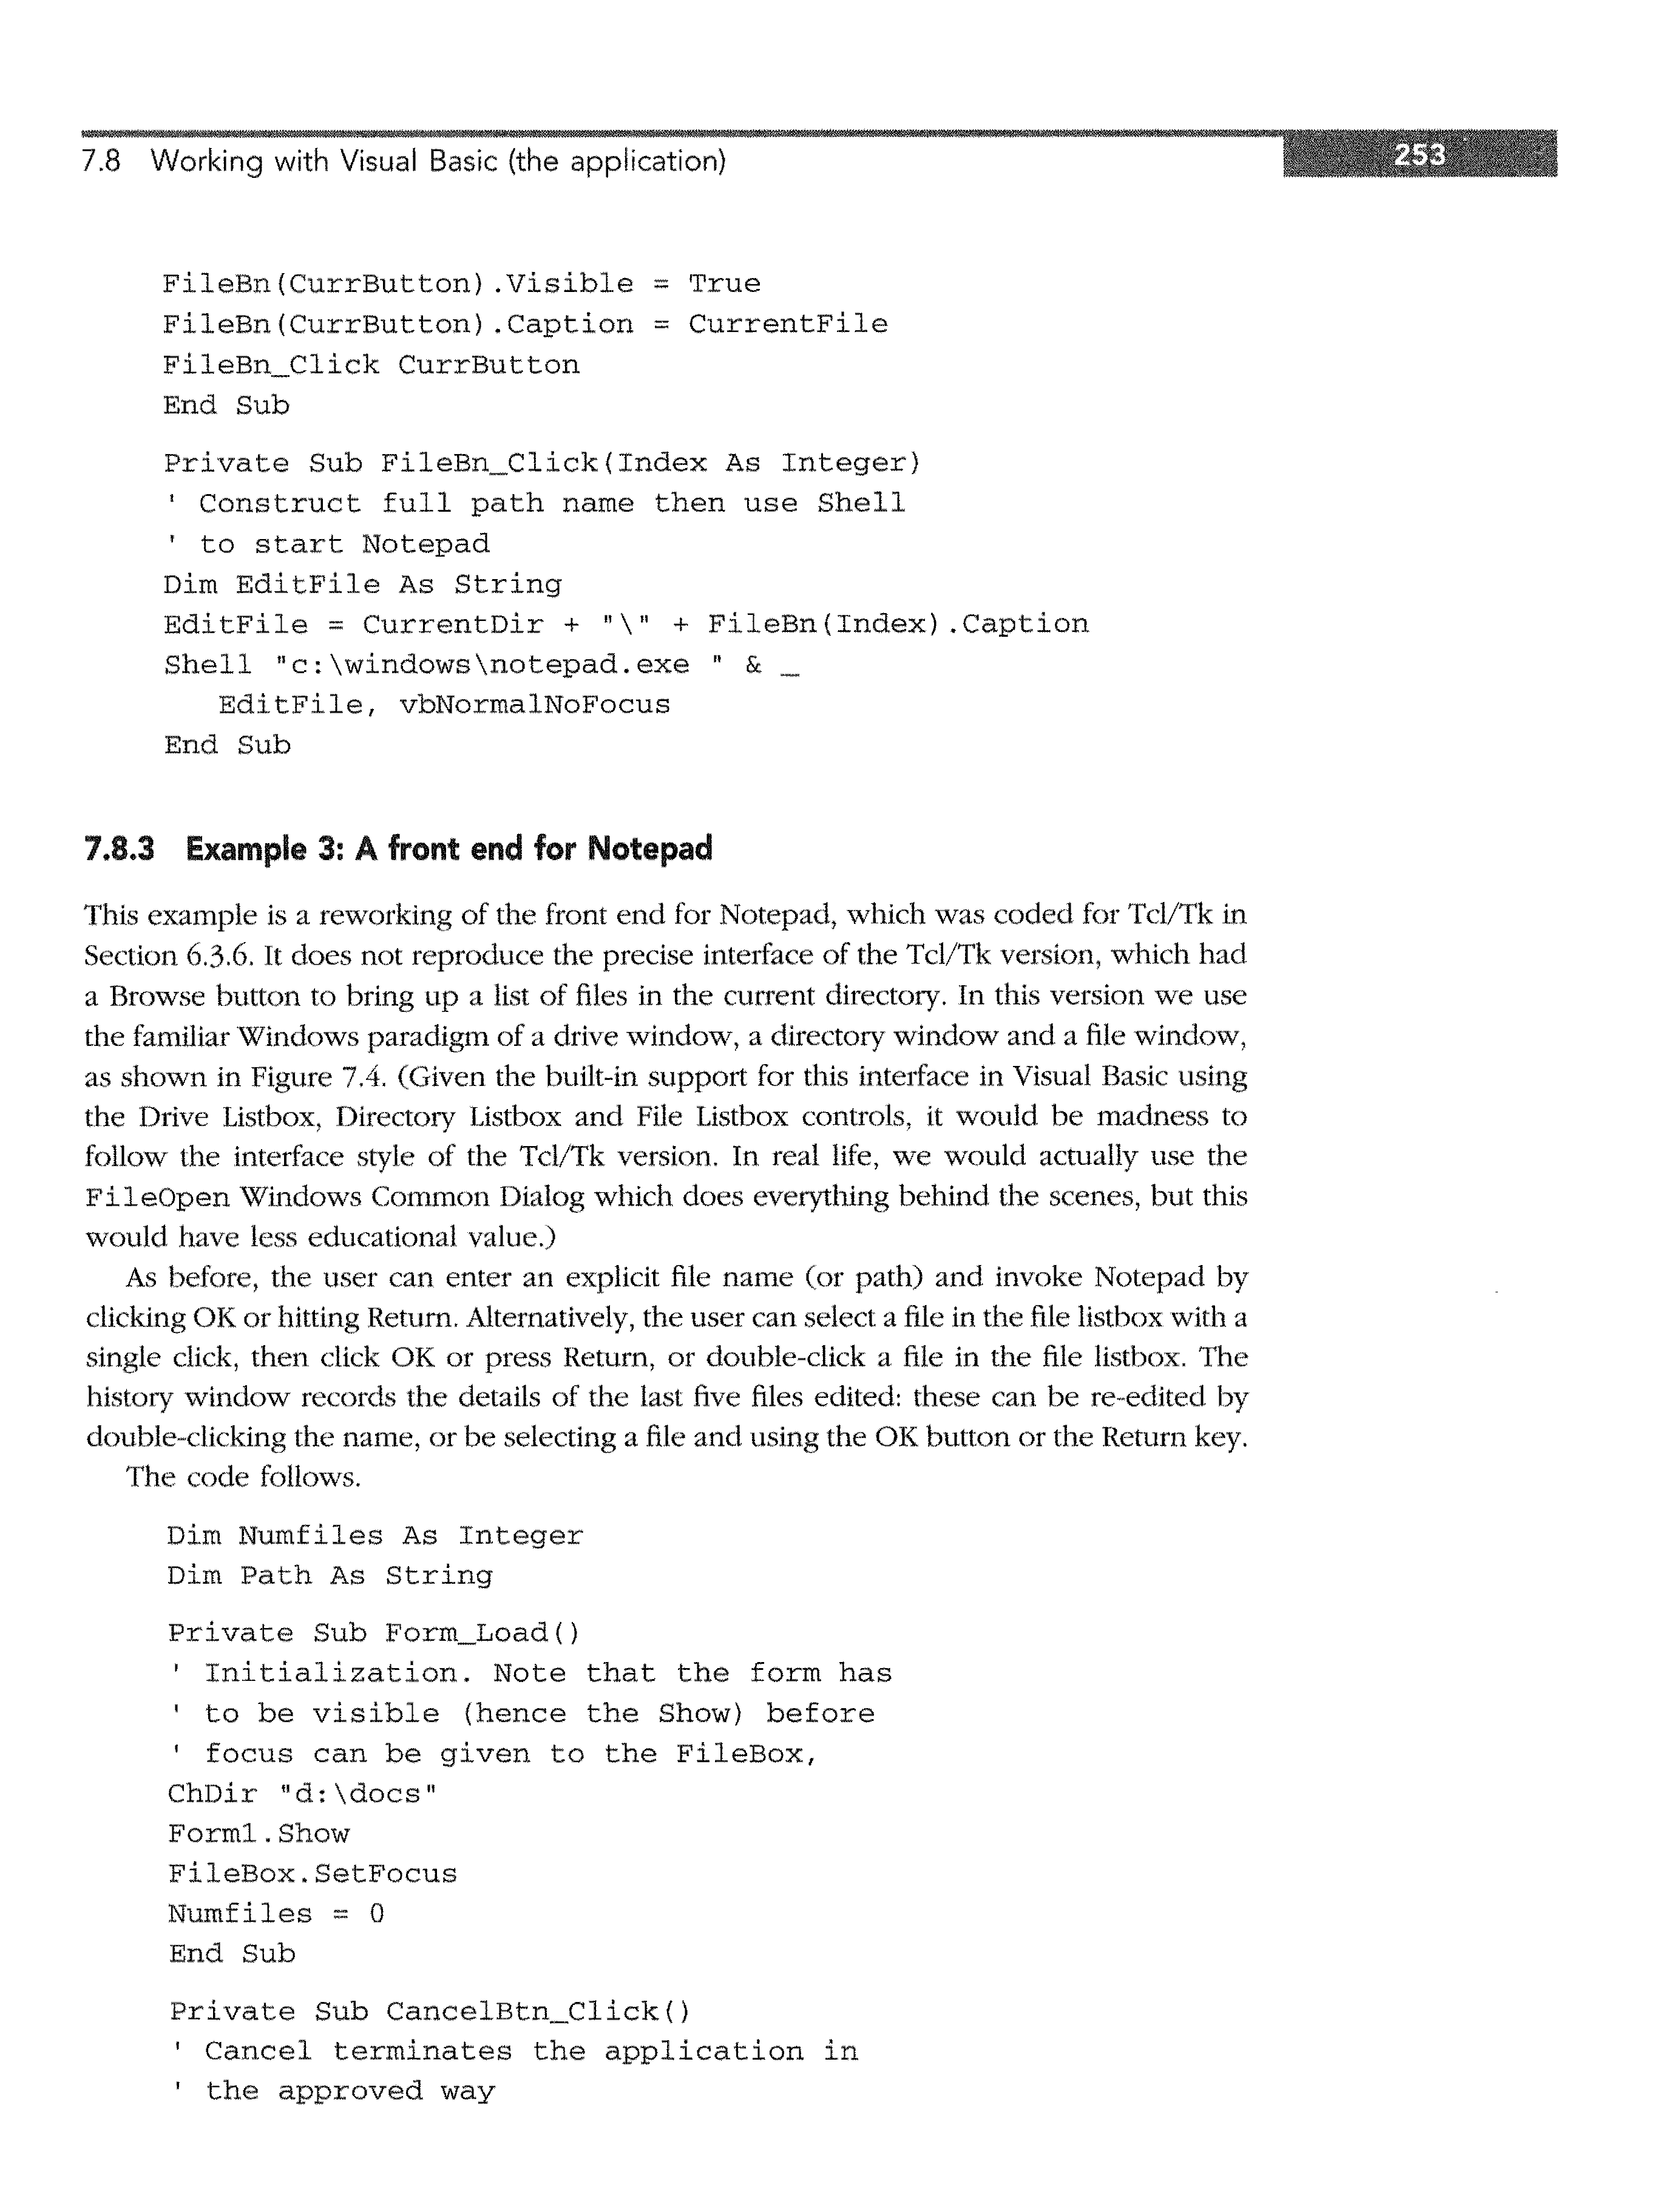 7.8 Working with Visual Basic (the application)
253
FileBn(CurrButton).Visible = True
FileBn(CurrButton).Caption = CurrentFile
FileBn_Click CurrButton
End Sub
Private Sub FileBn_Click(Index As Integer)
' Construct full path name then use Shell
' to start Notepad
Dim EditFile As String
EditFile = CurrentDir + "\" + FileBn(Index).Caption
Shell "c:\windows\notepad.exe " & _
EditFile, vbNormalNoFocus
End Sub
7.8.3 Example 3: A front end for Notepad
This example is a reworking of the front end for Notepad, which was coded for Tcl/Tk in
Section 6.3.6. It does not reproduce the precise interface of the Tcl/Tk version, which had
a Browse button to bring up a list of files in the current directory. In this version we use
the familiar Windows paradigm of a drive window, a directory window and a file window,
as shown in Figure 7.4. (Given the built-in support for this interface in Visual Basic using
the Drive Listbox, Directory Listbox and File Listbox controls, it would be madness to
follow the interface style of the Tcl/Tk version. In real life, we would actually use the
FileOpen Windows Common Dialog which does everything behind the scenes, but this
would have less educational value.)
As before, the user can enter an explicit file name (or path) and invoke Notepad by
clicking OK or hitting Return. Alternatively, the user can select a file in the file listbox with a
single click, then click OK or press Return, or double-click a file in the file listbox. The
history window records the details of the last five files edited: these can be re-edited by
double-clicking the name, or be selecting a file and using the OK button or the Return key.
The code follows.
Dim Numfiles As Integer
Dim Path As String
Private Sub Form_Load()
' Initialization. Note that the form has
' to be visible (hence the Show) before
' focus can be given to the FileBox,
ChDir "d:\docs"
Form1.Show
FileBox.SetFocus
Numfiles = 0
End Sub
Private Sub CancelBtn_Click()
' Cancel terminates the application in
' the approved way